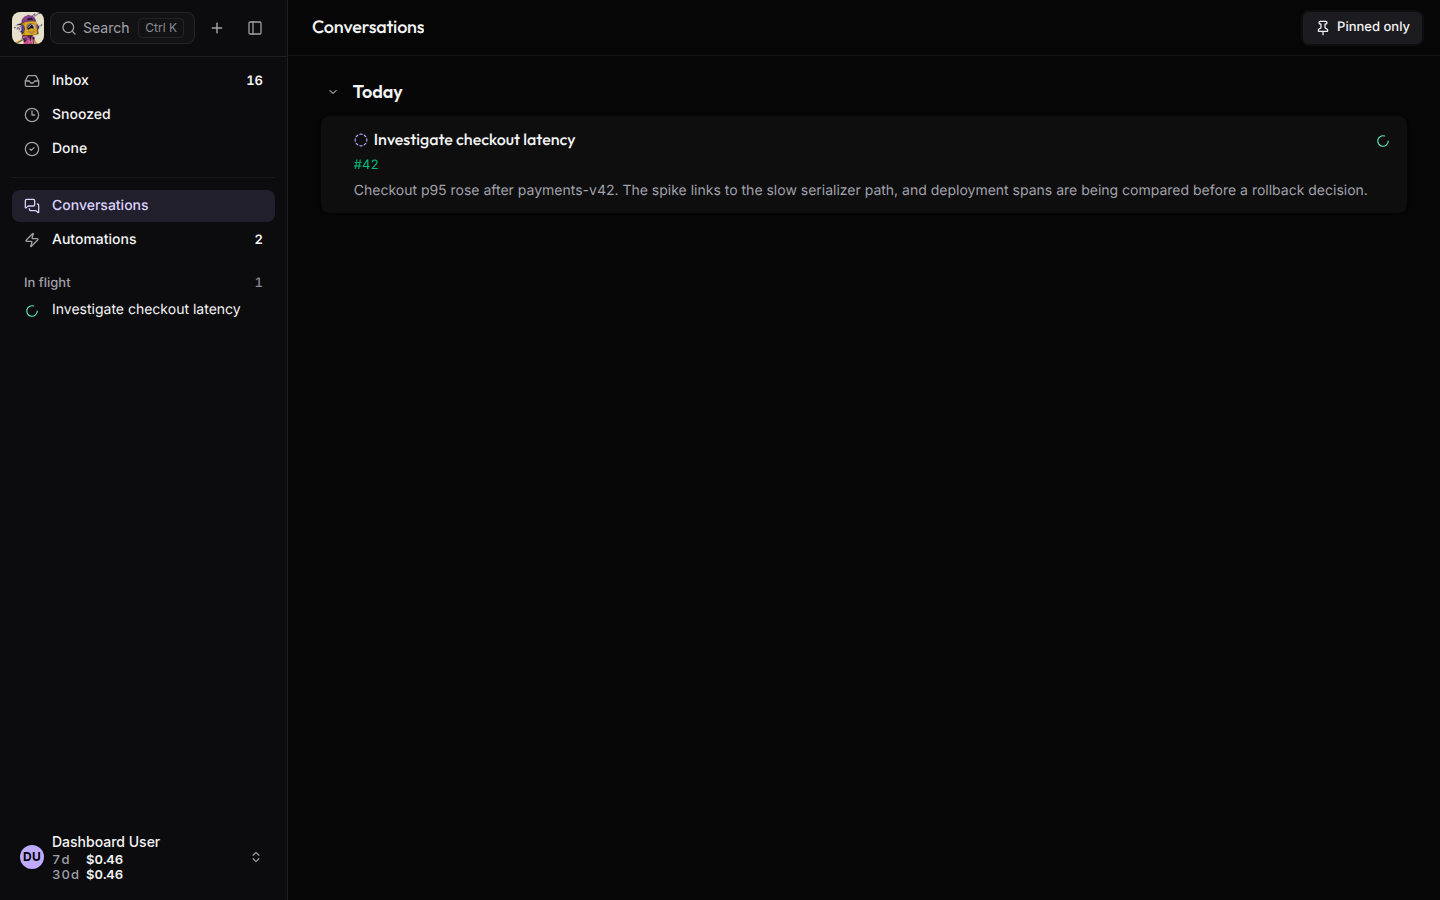 Search Ctrl K
Inbox 16
Snoozed
Done
Conversations
Automations 2
In flight 1
Investigate checkout latency
DU
Dashboard User
7d $0.46
30d $0.46
Conversations
Pinned only
Today
Investigate checkout latency
#42
Checkout p95 rose after payments-v42. The spike links to the slow serializer path, and deployment spans are being compared before a rollback decision.